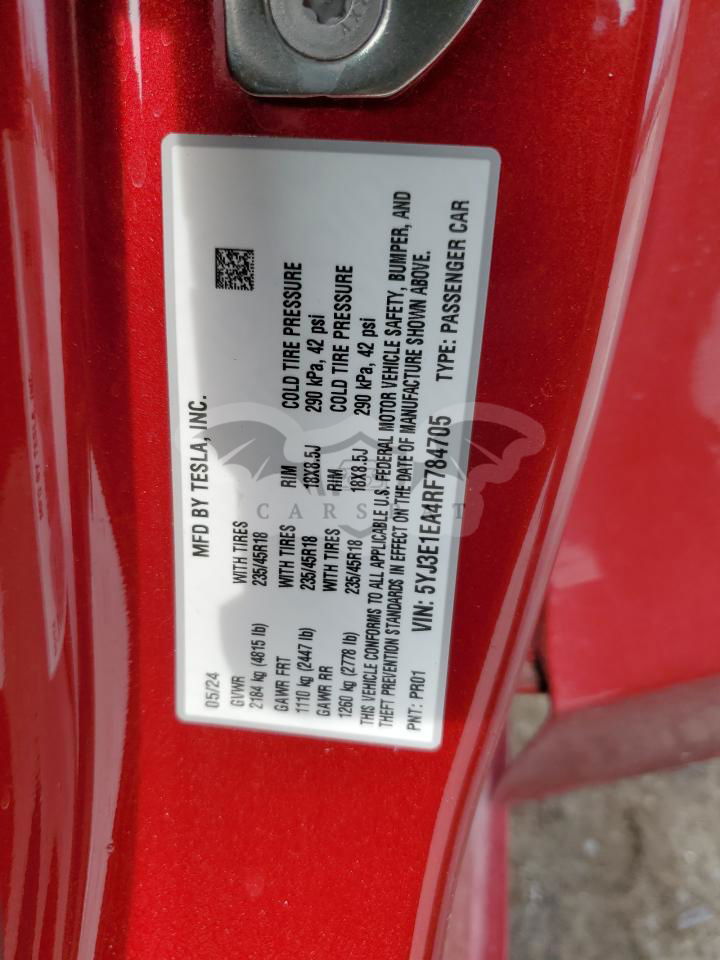 MFD BY TESLA, INC.
05/24
GVWR WITH TIRES
2184 kg (4815 lb) 235/45R18
GAWR FRT WITH TIRES RIM COLD TIRE PRESSURE
1110 kg (2447 lb) 235/45R18 18X8.5J 290 kPa, 42 psi
GAWR RR WITH TIRES RIM COLD TIRE PRESSURE
1260 kg (2778 lb) 235/45R18 18X8.5J 290 kPa, 42 psi
THIS VEHICLE CONFORMS TO ALL APPLICABLE U.S. FEDERAL MOTOR VEHICLE SAFETY, BUMPER, AND
THEFT PREVENTION STANDARDS IN EFFECT ON THE DATE OF MANUFACTURE SHOWN ABOVE.
PNT: PR01 VIN: 5YJ3E1EA4RF784705 TYPE: PASSENGER CAR